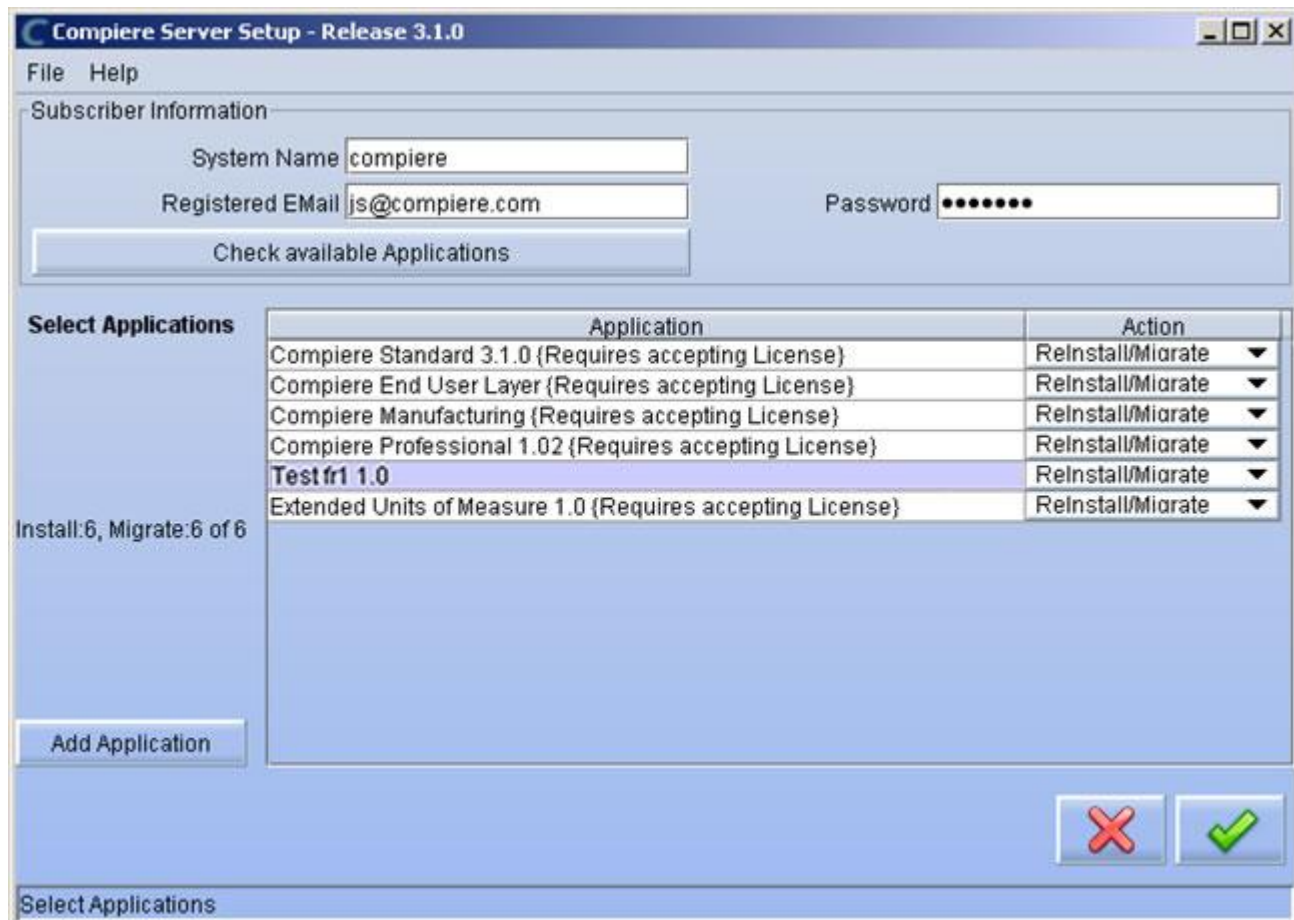 Compiere Server Setup - Release 3.1.0
File Help
Subscriber Information
System Name compiere
Registered EMail js@compiere.com Password •••••••
Check available Applications
Select Applications Application Action
Compiere Standard 3.1.0 {Requires accepting License} ReInstall/Migrate
Compiere End User Layer {Requires accepting License} ReInstall/Migrate
Compiere Manufacturing {Requires accepting License} ReInstall/Migrate
Compiere Professional 1.02 {Requires accepting License} ReInstall/Migrate
Test fr1 1.0 ReInstall/Migrate
Extended Units of Measure 1.0 {Requires accepting License} ReInstall/Migrate
Install:6, Migrate:6 of 6
Add Application
Select Applications